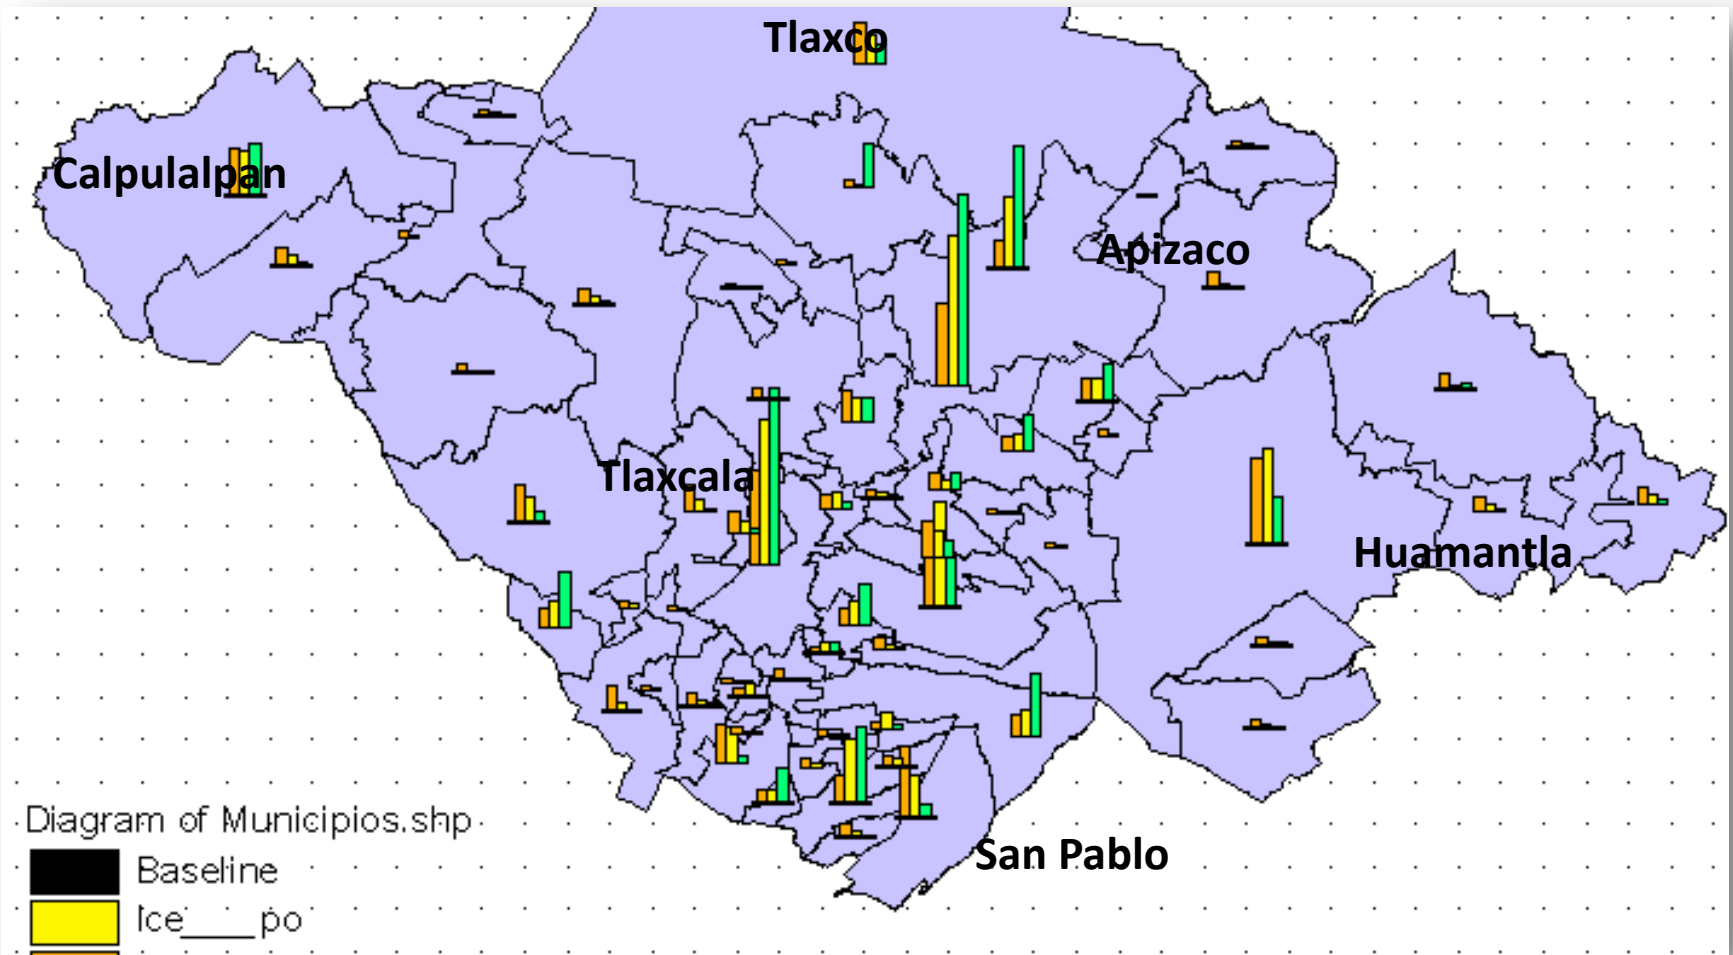 Tlaxco
Calpulalpan
Apizaco
Tlaxcala
Huamantla
San Pablo
Diagram of Municipios.shp
Baseline
Ice____po